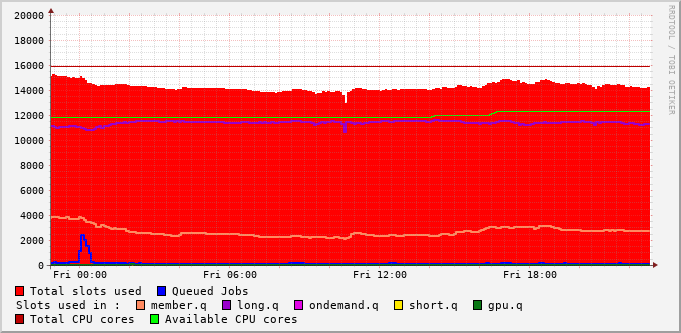 20000
18000
16000
14000
12000
10000
8000
6000
4000
2000
0
Fri 00:00 Fri 06:00 Fri 12:00 Fri 18:00
Total slots used Queued Jobs
Slots used in : member.q long.q ondemand.q short.q gpu.q
Total CPU cores Available CPU cores
RRDTOOL / TOBI OETIKER